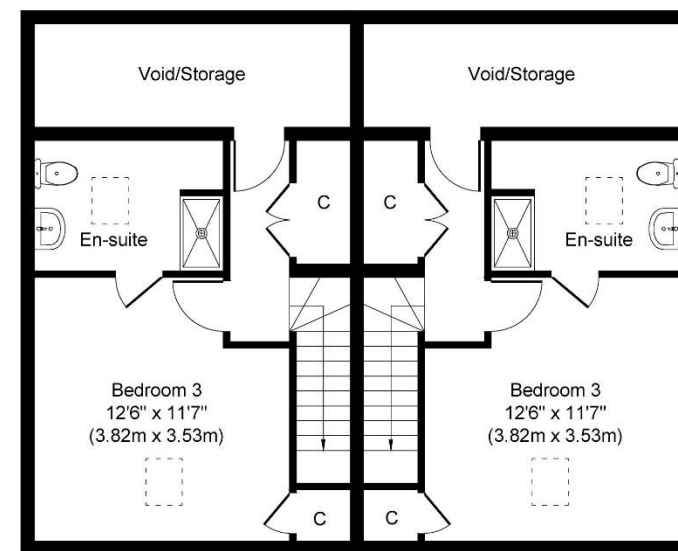 Void/Storage
Void/Storage
C
C
En-suite
En-suite
Bedroom 3
12'6" x 11'7"
(3.82m x 3.53m)
Bedroom 3
12'6" x 11'7"
(3.82m x 3.53m)
C
C